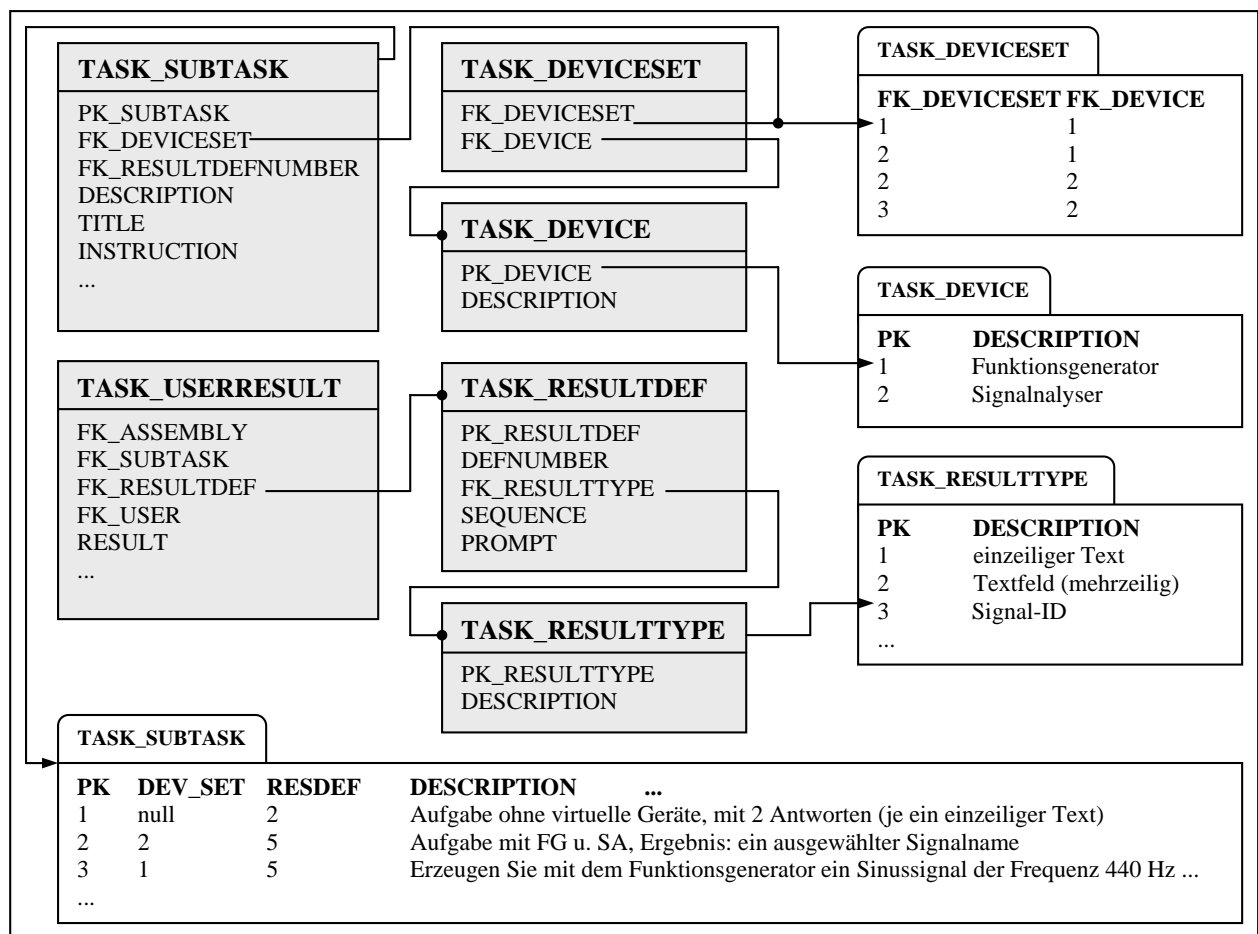 TASK_SUBTASK
PK_SUBTASK
FK_DEVICESET
FK_RESULTDEFNUMBER
DESCRIPTION
TITLE
INSTRUCTION
...
TASK_DEVICESET
FK_DEVICESET
FK_DEVICE
TASK_DEVICESET
FK_DEVICESET FK_DEVICE
1 1
2 1
2 2
3 2
TASK_DEVICE
PK_DEVICE
DESCRIPTION
TASK_DEVICE
PK DESCRIPTION
1 Funktionsgenerator
2 Signalnalyser
TASK_USERRESULT
FK_ASSEMBLY
FK_SUBTASK
FK_RESULTDEF
FK_USER
RESULT
...
TASK_RESULTDEF
PK_RESULTDEF
DEFNUMBER
FK_RESULTTYPE
SEQUENCE
PROMPT
TASK_RESULTTYPE
PK DESCRIPTION
1 einzeiliger Text
2 Textfeld (mehrzeilig)
3 Signal-ID
...
TASK_RESULTTYPE
PK_RESULTTYPE
DESCRIPTION
TASK_SUBTASK
PK DEV_SET RESDEF DESCRIPTION ...
1 null 2 Aufgabe ohne virtuelle Geräte, mit 2 Antworten (je ein einzeiliger Text)
2 2 5 Aufgabe mit FG u. SA, Ergebnis: ein ausgewählter Signalname
3 1 5 Erzeugen Sie mit dem Funktionsgenerator ein Sinussignal der Frequenz 440 Hz ...
...